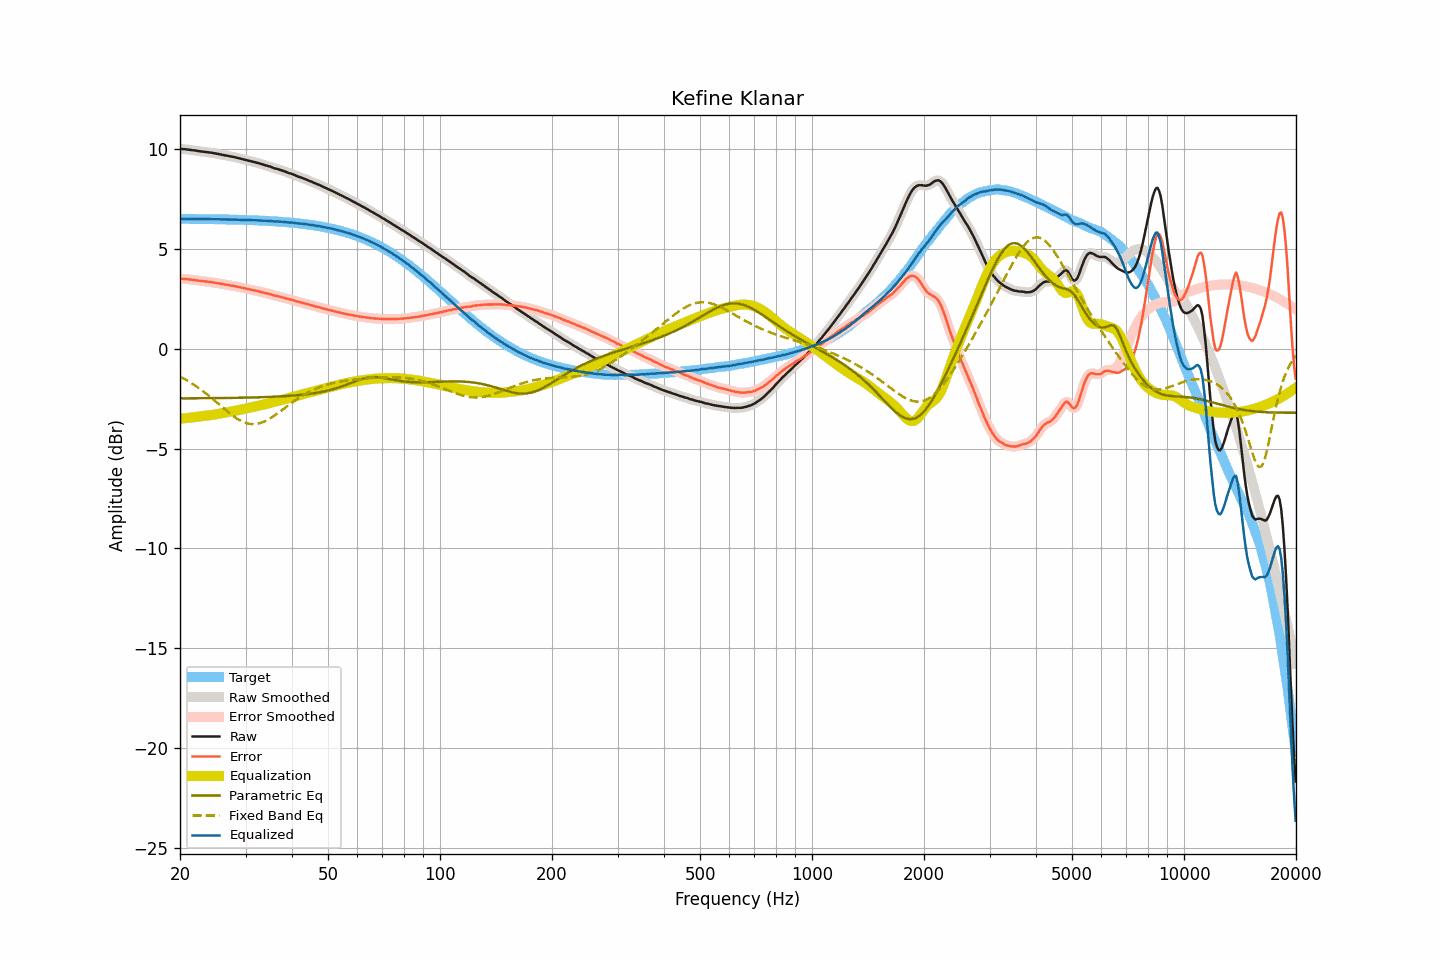 Kefine Klanar
Amplitude (dBr)
10
5
0
−5
−10
−15
−20
−25
Target
Raw Smoothed
Error Smoothed
Raw
Error
Equalization
Parametric Eq
Fixed Band Eq
Equalized
20 50 100 200 500 1000 2000 5000 10000 20000
Frequency (Hz)